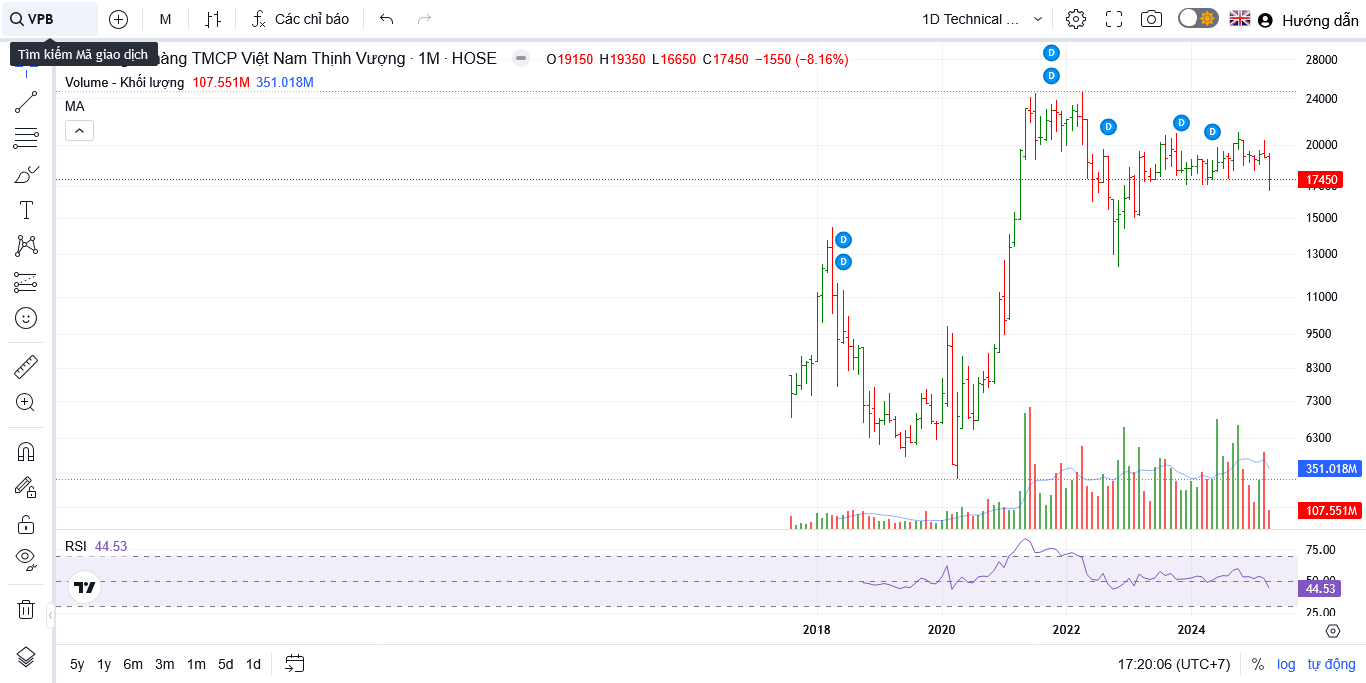 VPB
M
Các chỉ báo
1D Technical ...
Hướng dẫn
Tìm kiếm Mã giao dịch
hàng TMCP Việt Nam Thịnh Vượng · 1M · HOSE
O19150 H19350 L16650 C17450 −1550 (−8.16%)
Volume - Khối lượng 107.551M 351.018M
MA
D
D
D
D
D
D
D
28000
24000
20000
17450
17000
15000
13000
11000
9500
8300
7300
6300
351.018M
107.551M
RSI 44.53
75.00
50.00
44.53
25.00
2018
2020
2022
2024
5y 1y 6m 3m 1m 5d 1d
17:20:06 (UTC+7)
%
log
tự động